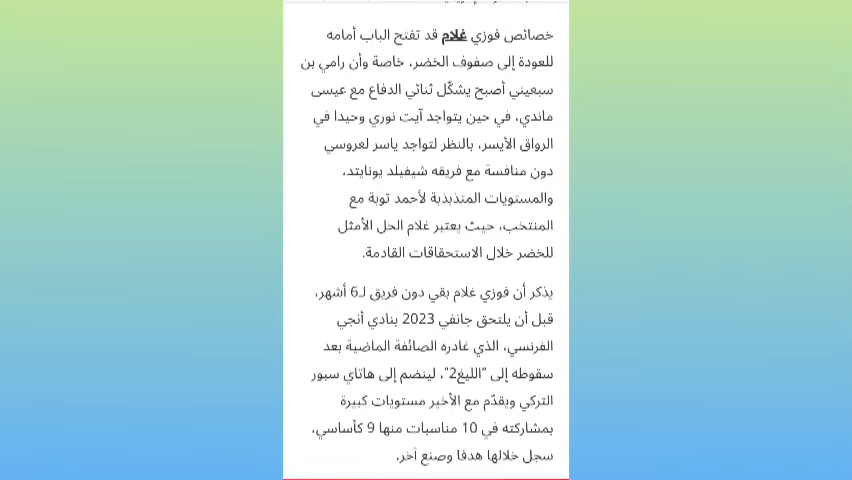 خصائص فوزي غلام قد تفتح الباب أمامه
للعودة إلى صفوف الخضر، خاصة وأن رامي بن
سبعيني أصبح يشكّل ثنائي الدفاع مع عيسى
ماندي، في حين يتواجد آيت نوري وحيدا في
الرواق الأيسر، بالنظر لتواجد ياسر لعروسي
دون منافسة مع فريقه شيفيلد يونايتد،
والمستويات المتذبذبة لأحمد توبة مع
المنتخب، حيث يعتبر غلام الحل الأمثل
للخضر خلال الاستحقاقات القادمة.
يذكر أن فوزي غلام بقي دون فريق لـ6 أشهر،
قبل أن يلتحق جانفي 2023 بنادي أنجي
الفرنسي، الذي غادره الصائفة الماضية بعد
سقوطه إلى "الليغ2"، لينضم إلى هاتاي سبور
التركي ويقدّم مع الأخير مستويات كبيرة
بمشاركته في 10 مناسبات منها 9 كأساسي،
سجل خلالها هدفا وصنع آخر.